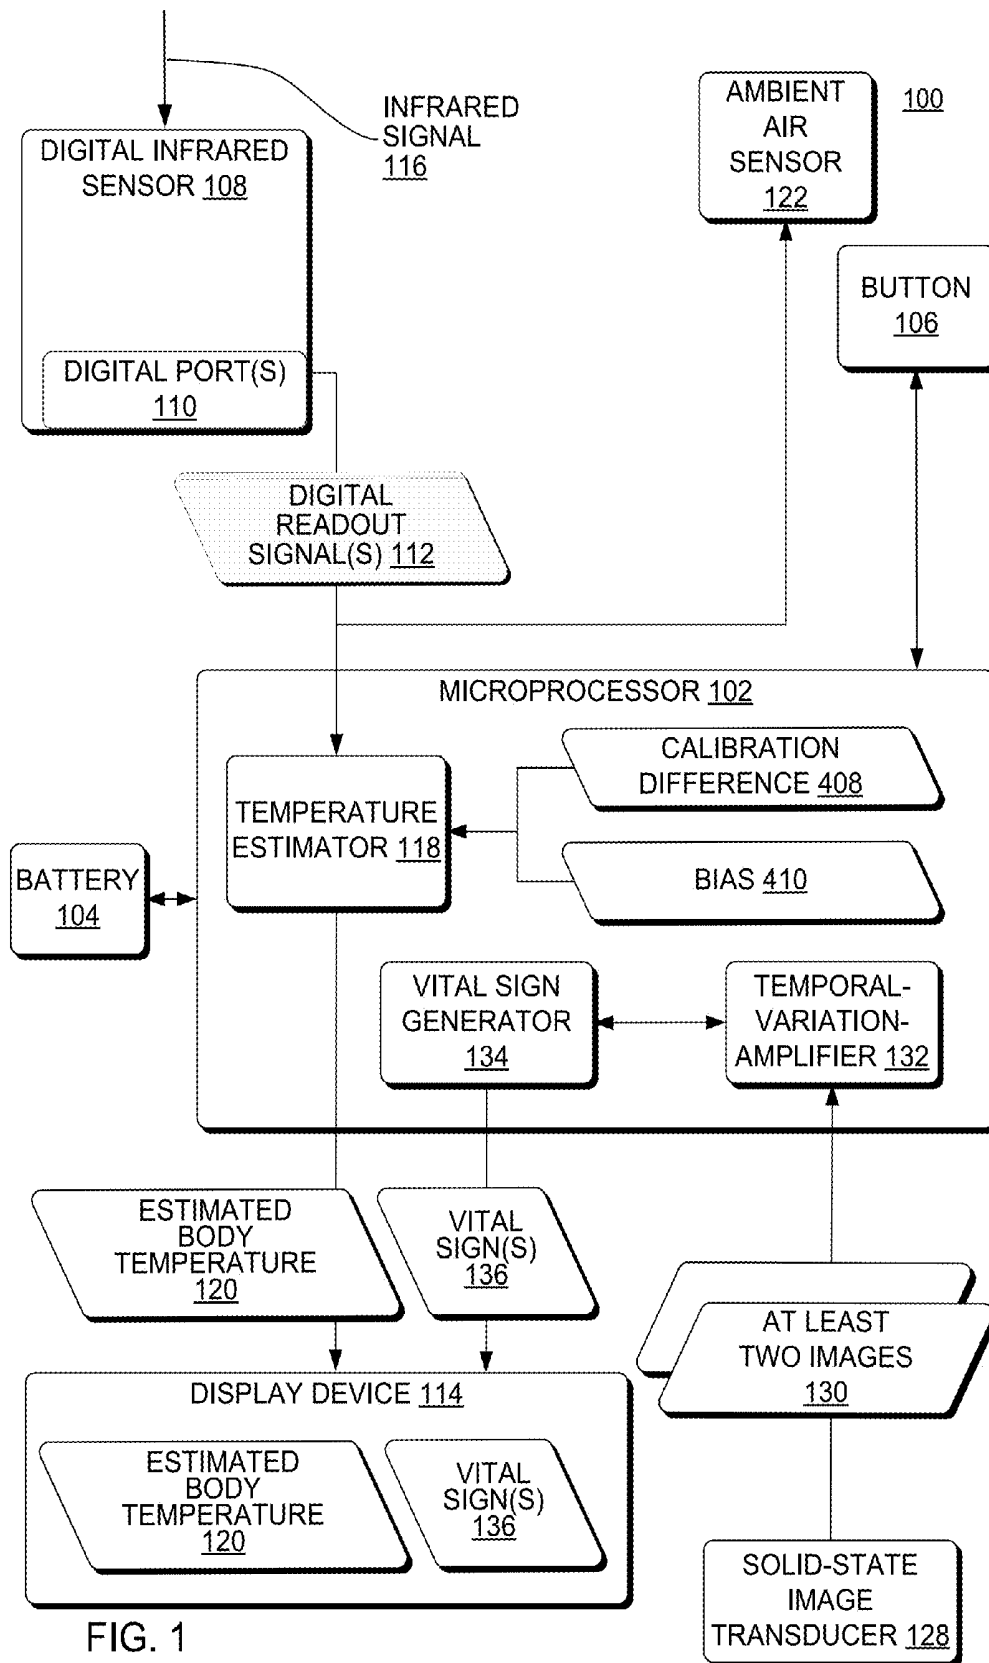 INFRARED
SIGNAL
116
AMBIENT
AIR
SENSOR
122
100
DIGITAL INFRARED
SENSOR 108
DIGITAL PORT(S)
110
BUTTON
106
DIGITAL
READOUT
SIGNAL(S) 112
MICROPROCESSOR 102
CALIBRATION
DIFFERENCE 408
TEMPERATURE
ESTIMATOR 118
BIAS 410
BATTERY
104
VITAL SIGN
GENERATOR
134
TEMPORAL-
VARIATION-
AMPLIFIER 132
ESTIMATED
BODY
TEMPERATURE
120
VITAL
SIGN(S)
136
AT LEAST
TWO IMAGES
130
DISPLAY DEVICE 114
ESTIMATED
BODY
TEMPERATURE
120
VITAL
SIGN(S)
136
SOLID-STATE
IMAGE
TRANSDUCER 128
FIG. 1